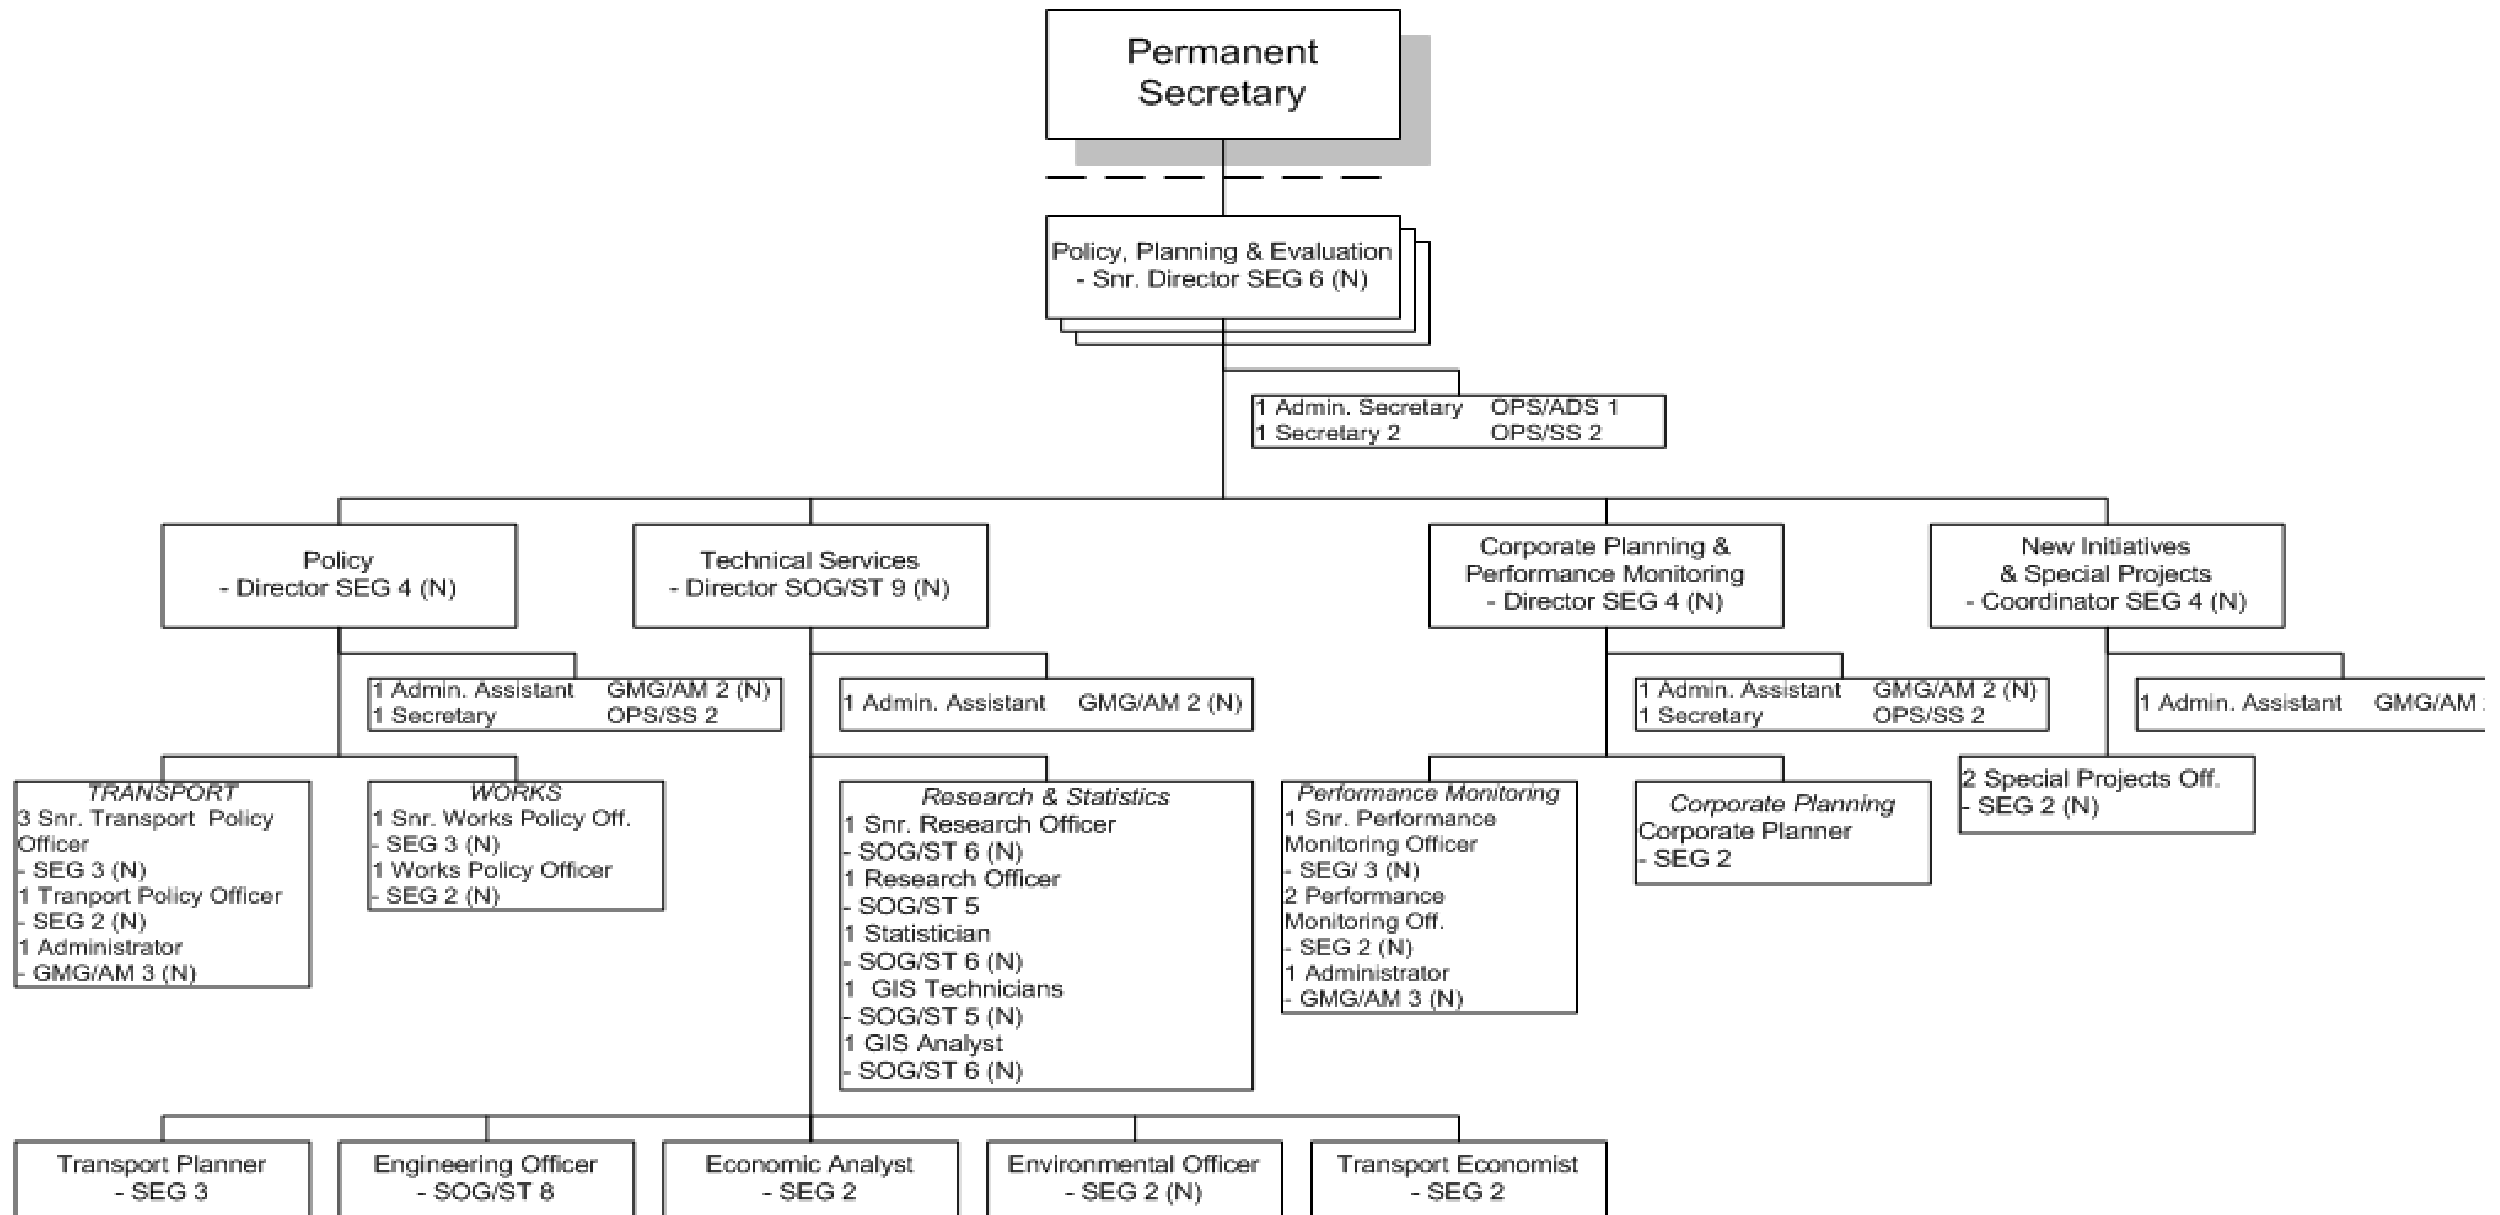 Permanent
Secretary
Policy, Planning & Evaluation
- Snr. Director SEG 6 (N)
1 Admin. Secretary OPS/ADS 1
1 Secretary 2 OPS/SS 2
Policy
- Director SEG 4 (N)
Technical Services
- Director SOG/ST 9 (N)
Corporate Planning &
Performance Monitoring
- Director SEG 4 (N)
New Initiatives
& Special Projects
- Coordinator SEG 4 (N)
1 Admin. Assistant GMG/AM 2 (N)
1 Secretary OPS/SS 2
1 Admin. Assistant GMG/AM 2 (N)
1 Admin. Assistant GMG/AM 2 (N)
1 Secretary OPS/SS 2
1 Admin. Assistant GMG/AM
TRANSPORT
3 Snr. Transport Policy
Officer
- SEG 3 (N)
1 Tranport Policy Officer
- SEG 2 (N)
1 Administrator
- GMG/AM 3 (N)
WORKS
1 Snr. Works Policy Off.
- SEG 3 (N)
1 Works Policy Officer
- SEG 2 (N)
Research & Statistics
1 Snr. Research Officer
- SOG/ST 6 (N)
1 Research Officer
- SOG/ST 5
1 Statistician
- SOG/ST 6 (N)
1 GIS Technicians
- SOG/ST 5 (N)
1 GIS Analyst
- SOG/ST 6 (N)
Performance Monitoring
1 Snr. Performance
Monitoring Officer
- SEG/ 3 (N)
2 Performance
Monitoring Off.
- SEG 2 (N)
1 Administrator
- GMG/AM 3 (N)
Corporate Planning
Corporate Planner
- SEG 2
2 Special Projects Off.
- SEG 2 (N)
Transport Planner
- SEG 3
Engineering Officer
- SOG/ST 8
Economic Analyst
- SEG 2
Environmental Officer
- SEG 2 (N)
Transport Economist
- SEG 2